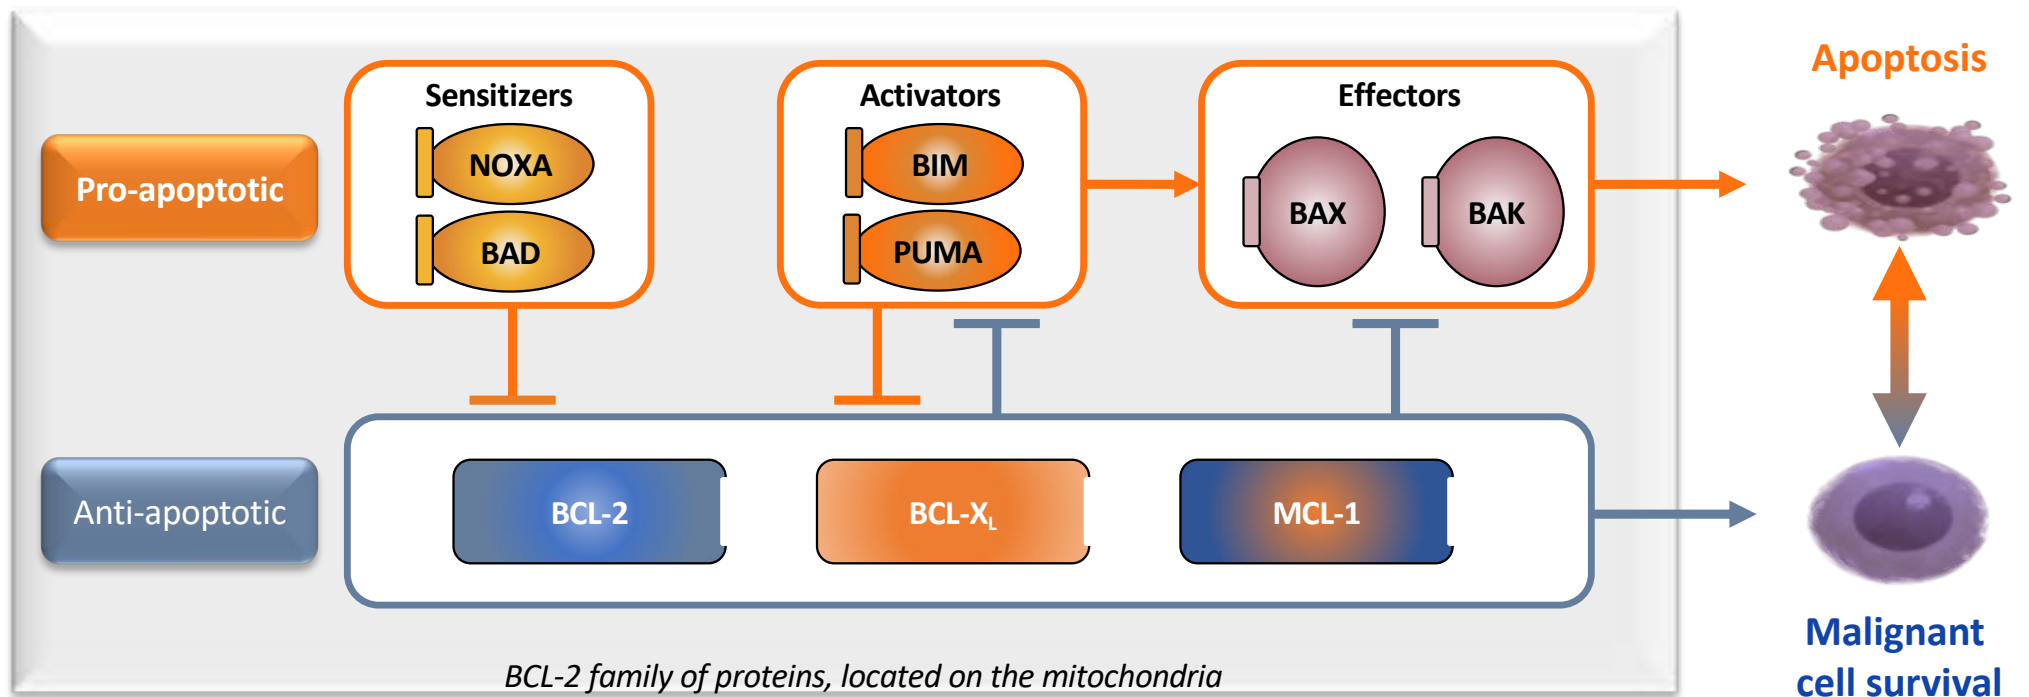 Apoptosis
Sensitizers
Activators
Effectors
Pro-apoptotic
NOXA
BAD
BIM
PUMA
BAX
BAK
Anti-apoptotic
BCL-2
BCL-XL
MCL-1
Malignant
cell survival
BCL-2 family of proteins, located on the mitochondria